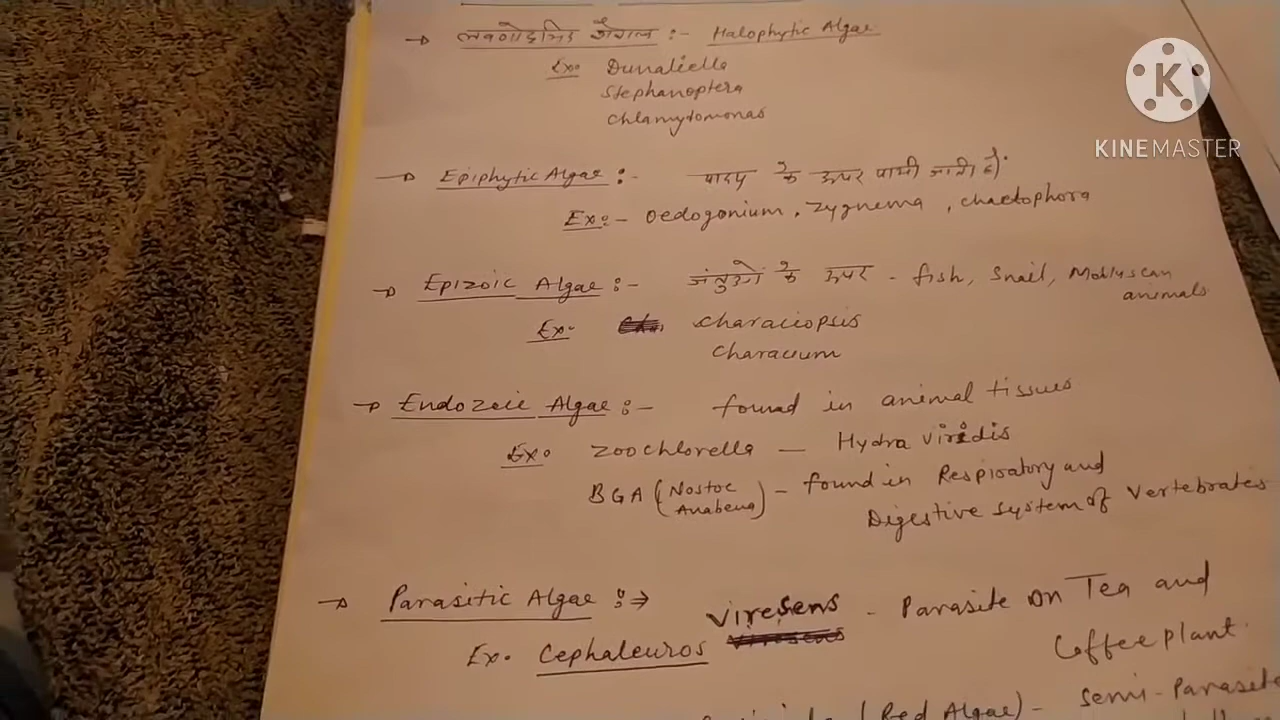 → लवणोद्भिद शैवाल :- Halophytic Algae
Ex:- Dunaliella
Stephanoptera
Chlamydomonas
→ Epiphytic Algae :- पादप के ऊपर पायी जाती है.
Ex:- Oedogonium, Zygnema, Chaetophora
→ Epizoic Algae :- जंतुओं के ऊपर - fish, Snail, Molluscan
animals
Ex. Characiopsis
Characium
→ Endozoic Algae :- found in animal tissues
Ex. Zoochlorella — Hydra viridis
BGA (Nostoc Anabena) - found in Respiratory and
Digestive system of Vertebrates
→ Parasitic Algae :⇒
Ex. Cephaleuros viresens - Parasite on Tea and
Coffee plant.
(Red Algae) - Semi-Parasite
K
KINEMASTER